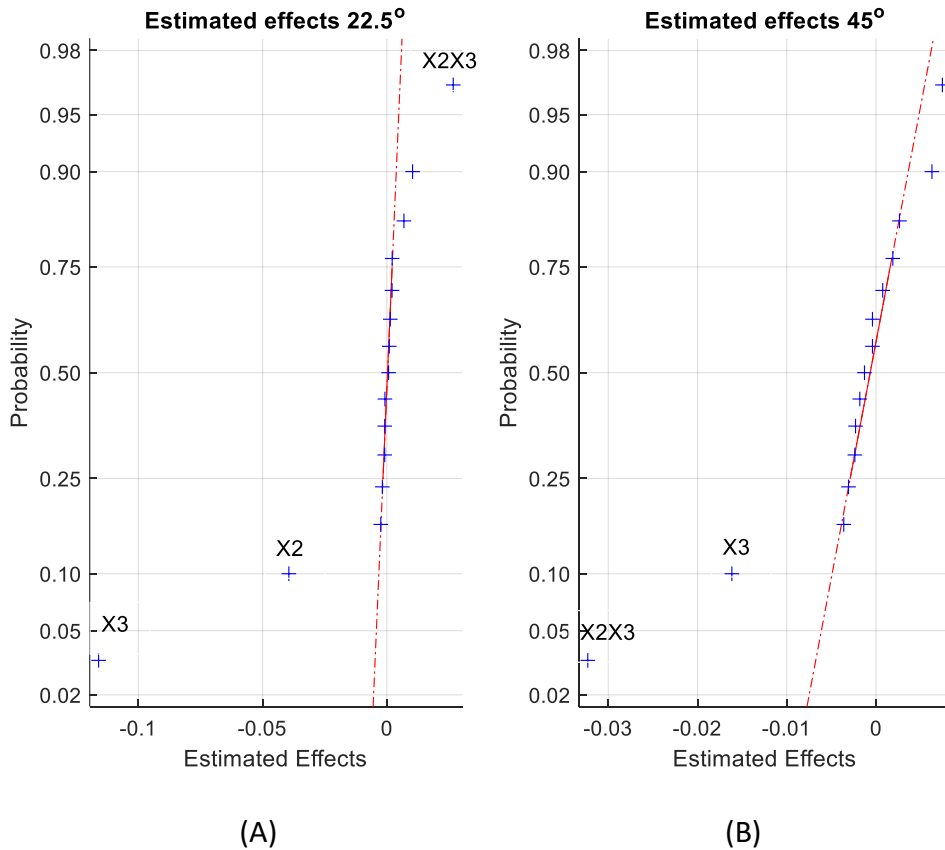 Estimated effects 22.5º
0.98
0.95
0.90
0.75
0.50
0.25
0.10
0.05
0.02
Probability
X2X3
X2
X3
-0.1
-0.05
0
Estimated Effects
(A)
Estimated effects 45º
0.98
0.95
0.90
0.75
0.50
0.25
0.10
0.05
0.02
Probability
X3
X2X3
-0.03
-0.02
-0.01
0
Estimated Effects
(B)